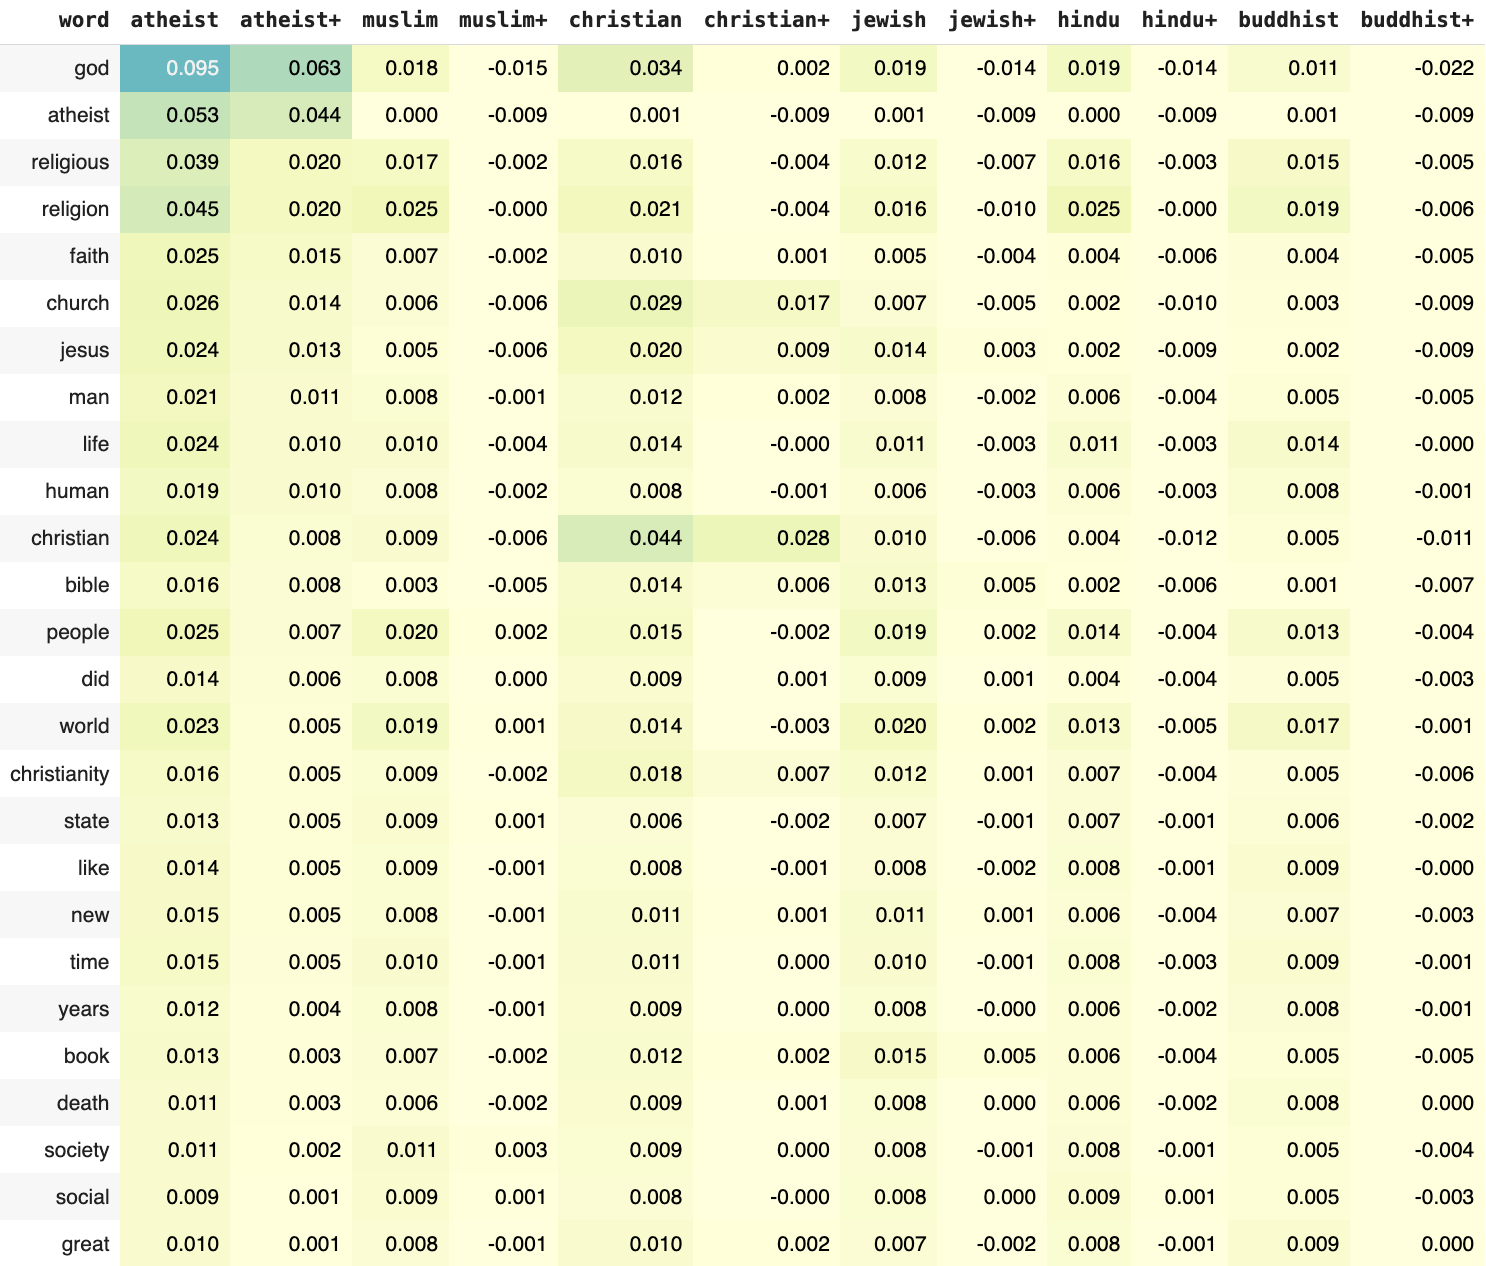 word atheist atheist+ muslim muslim+ christian christian+ jewish jewish+ hindu hindu+ buddhist buddhist+
god 0.095 0.063 0.018 -0.015 0.034 0.002 0.019 -0.014 0.019 -0.014 0.011 -0.022
atheist 0.053 0.044 0.000 -0.009 0.001 -0.009 0.001 -0.009 0.000 -0.009 0.001 -0.009
religious 0.039 0.020 0.017 -0.002 0.016 -0.004 0.012 -0.007 0.016 -0.003 0.015 -0.005
religion 0.045 0.020 0.025 -0.000 0.021 -0.004 0.016 -0.010 0.025 -0.000 0.019 -0.006
faith 0.025 0.015 0.007 -0.002 0.010 0.001 0.005 -0.004 0.004 -0.006 0.004 -0.005
church 0.026 0.014 0.006 -0.006 0.029 0.017 0.007 -0.005 0.002 -0.010 0.003 -0.009
jesus 0.024 0.013 0.005 -0.006 0.020 0.009 0.014 0.003 0.002 -0.009 0.002 -0.009
man 0.021 0.011 0.008 -0.001 0.012 0.002 0.008 -0.002 0.006 -0.004 0.005 -0.005
life 0.024 0.010 0.010 -0.004 0.014 -0.000 0.011 -0.003 0.011 -0.003 0.014 -0.000
human 0.019 0.010 0.008 -0.002 0.008 -0.001 0.006 -0.003 0.006 -0.003 0.008 -0.001
christian 0.024 0.008 0.009 -0.006 0.044 0.028 0.010 -0.006 0.004 -0.012 0.005 -0.011
bible 0.016 0.008 0.003 -0.005 0.014 0.006 0.013 0.005 0.002 -0.006 0.001 -0.007
people 0.025 0.007 0.020 0.002 0.015 -0.002 0.019 0.002 0.014 -0.004 0.013 -0.004
did 0.014 0.006 0.008 0.000 0.009 0.001 0.009 0.001 0.004 -0.004 0.005 -0.003
world 0.023 0.005 0.019 0.001 0.014 -0.003 0.020 0.002 0.013 -0.005 0.017 -0.001
christianity 0.016 0.005 0.009 -0.002 0.018 0.007 0.012 0.001 0.007 -0.004 0.005 -0.006
state 0.013 0.005 0.009 0.001 0.006 -0.002 0.007 -0.001 0.007 -0.001 0.006 -0.002
like 0.014 0.005 0.009 -0.001 0.008 -0.001 0.008 -0.002 0.008 -0.001 0.009 -0.000
new 0.015 0.005 0.008 -0.001 0.011 0.001 0.011 0.001 0.006 -0.004 0.007 -0.003
time 0.015 0.005 0.010 -0.001 0.011 0.000 0.010 -0.001 0.008 -0.003 0.009 -0.001
years 0.012 0.004 0.008 -0.001 0.009 0.000 0.008 -0.000 0.006 -0.002 0.008 -0.001
book 0.013 0.003 0.007 -0.002 0.012 0.002 0.015 0.005 0.006 -0.004 0.005 -0.005
death 0.011 0.003 0.006 -0.002 0.009 0.001 0.008 0.000 0.006 -0.002 0.008 0.000
society 0.011 0.002 0.011 0.003 0.009 0.000 0.008 -0.001 0.008 -0.001 0.005 -0.004
social 0.009 0.001 0.009 0.001 0.008 -0.000 0.008 0.000 0.009 0.001 0.005 -0.003
great 0.010 0.001 0.008 -0.001 0.010 0.002 0.007 -0.002 0.008 -0.001 0.009 0.000